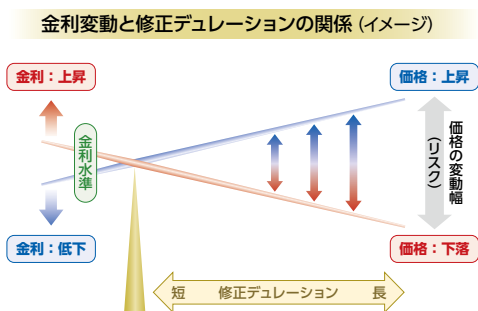 金利変動と修正デュレーションの関係（イメージ）
金利：上昇
価格：上昇
金利水準
価格の変動幅
（リスク）
金利：低下
価格：下落
短 修正デュレーション 長